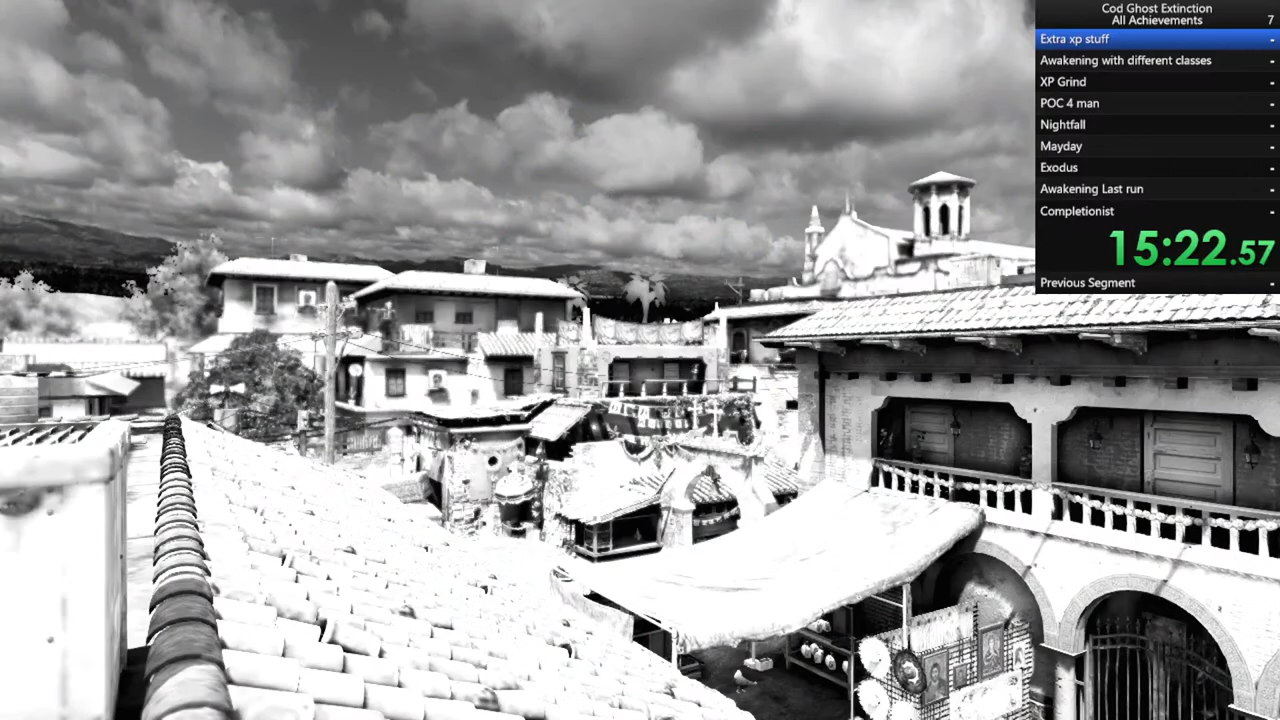 Cod Ghost Extinction
All Achievements 7
Extra xp stuff -
Awakening with different classes -
XP Grind -
POC 4 man -
Nightfall -
Mayday -
Exodus -
Awakening Last run -
Completionist -
15:22.57
Previous Segment -